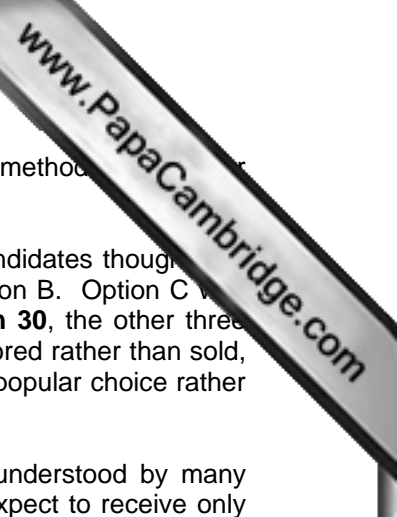 www.PapaCambridge.com
method
ndidates though
on B. Option C
n 30, the other three
ored rather than sold,
popular choice rather
understood by many
xpect to receive only